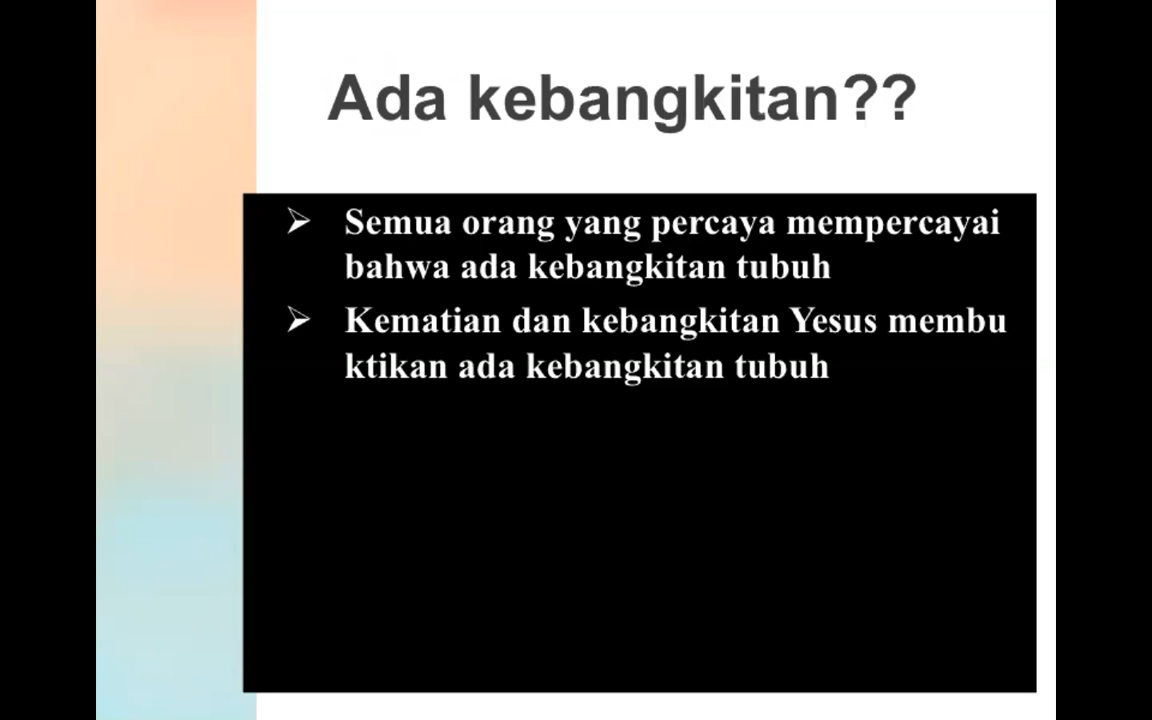 Ada kebangkitan??
➢ Semua orang yang percaya mempercayai
bahwa ada kebangkitan tubuh
➢ Kematian dan kebangkitan Yesus membu
ktikan ada kebangkitan tubuh